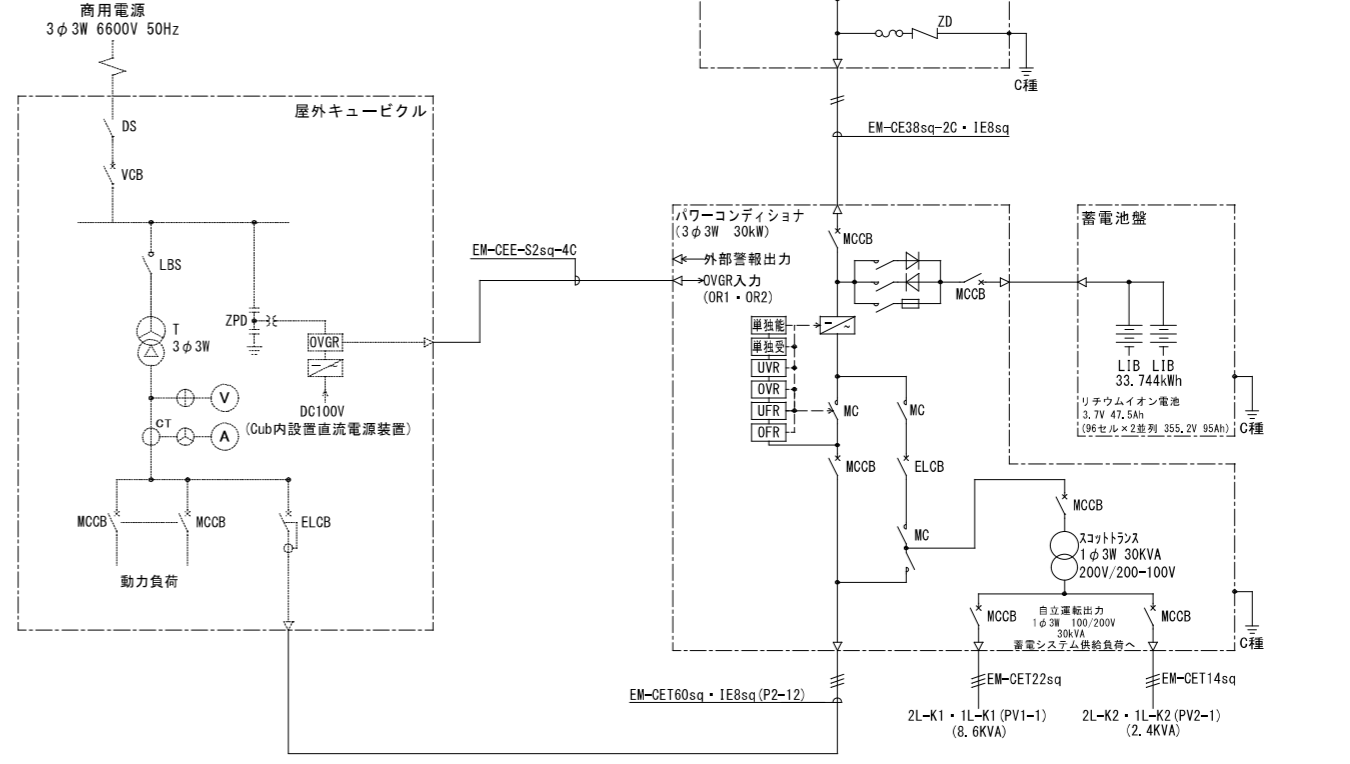 商用電源
3φ3W 6600V 50Hz
屋外キュービクル
DS
VCB
LBS
T
3φ3W
ZPD
OVGR
DC100V
(Cub内設置直流電源装置)
V
CT
A
MCCB
MCCB
ELCB
動力負荷
EM-CEE-S2sq-4C
ZD
C種
EM-CE38sq-2C・IE8sq
パワーコンディショナ
(3φ3W 30kW)
MCCB
外部警報出力
OVGR入力
(OR1・OR2)
MCCB
単独能
単独受
UVR
OVR
UFR
OFR
MC
MC
MCCB
ELCB
MC
蓄電池盤
LIB LIB
33.744kWh
リチウムイオン電池
3.7V 47.5Ah
(96セル×2並列 355.2V 95Ah)
C種
MCCB
スコットトランス
1φ3W 30KVA
200V/200-100V
MCCB
自立運転出力
1φ3W 100/200V
30kVA
蓄電システム供給負荷へ
MCCB
C種
EM-CET60sq・IE8sq(P2-12)
EM-CET22sq
EM-CET14sq
2L-K1・1L-K1(PV1-1)
(8.6KVA)
2L-K2・1L-K2(PV2-1)
(2.4KVA)